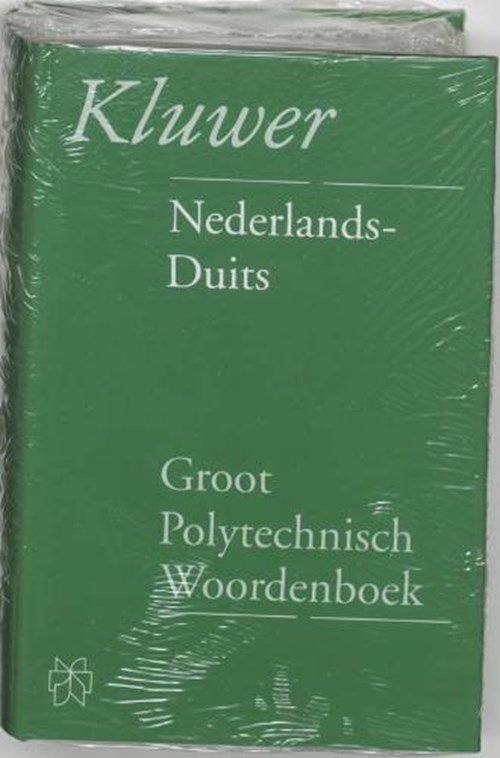 Kluwer
Nederlands-
Duits
Groot
Polytechnisch
Woordenboek